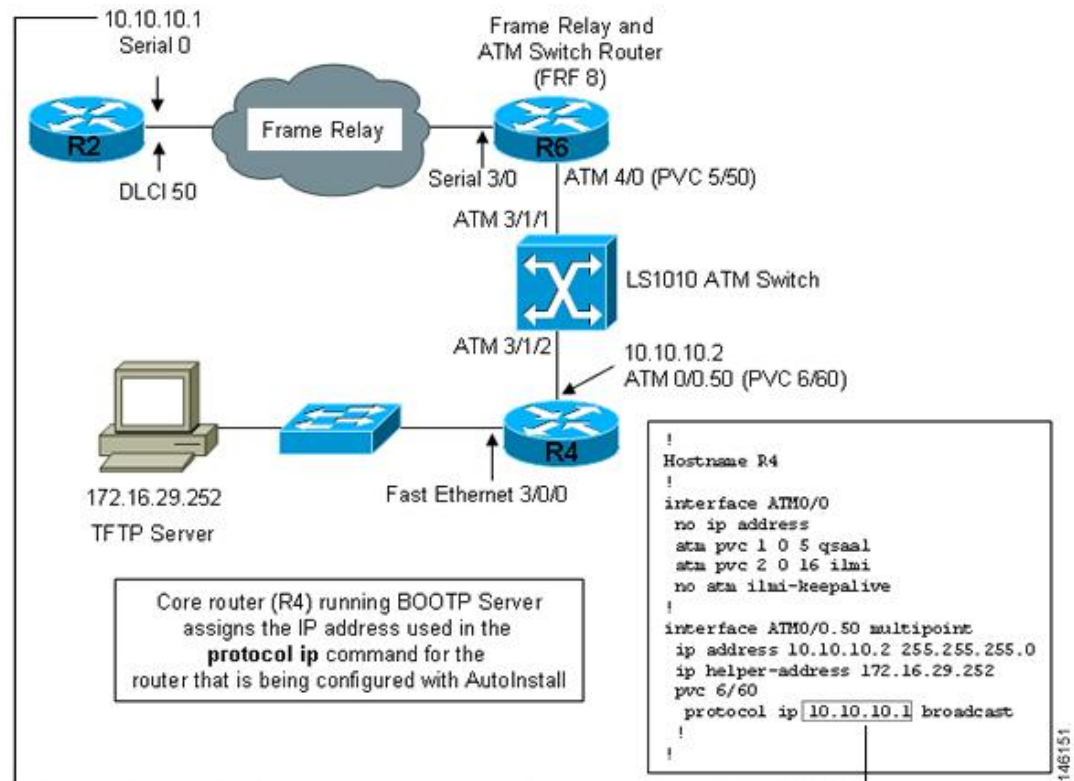 10.10.10.1
Serial 0
Frame Relay and
ATM Switch Router
(FRF 8)
R2
Frame Relay
R6
DLCI 50
Serial 3/0
ATM 4/0 (PVC 5/50)
ATM 3/1/1
LS1010 ATM Switch
ATM 3/1/2
10.10.10.2
ATM 0/0.50 (PVC 6/60)
R4
172.16.29.252
TFTP Server
Fast Ethernet 3/0/0
Core router (R4) running BOOTP Server
assigns the IP address used in the
protocol ip command for the
router that is being configured with AutoInstall
!
Hostname R4
!
interface ATM0/0
no ip address
atm pvc 1 0 5 qsaal
atm pvc 2 0 16 ilmi
no atm ilmi-keepalive
!
interface ATM0/0.50 multipoint
ip address 10.10.10.2 255.255.255.0
ip helper-address 172.16.29.252
pvc 6/60
protocol ip 10.10.10.1 broadcast
!
!
146151